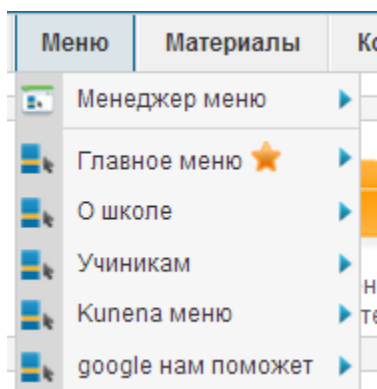 Меню Материалы
Менеджер меню
Главное меню
О школе
Учиникам
Kunena меню
google нам поможет